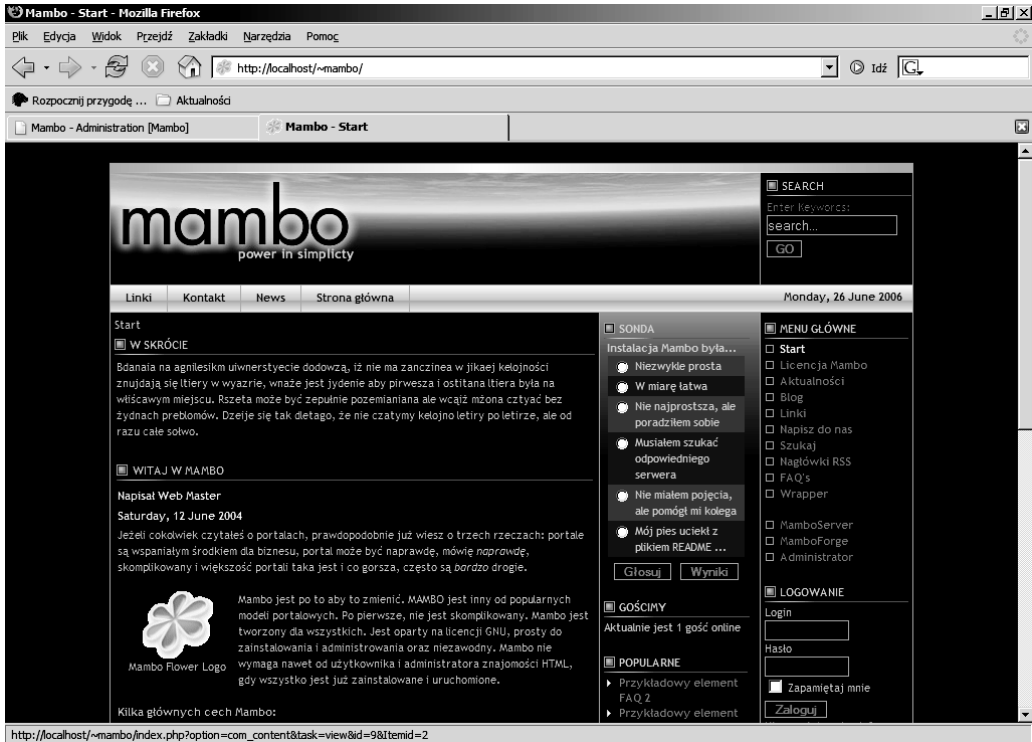 Mambo - Start - Mozilla Firefox
Plik Edycja Widok Przejdź Zakładki Narzędzia Pomoc
http://localhost/~mambo/
Idź
Rozpocznij przygodę ... Aktualności
Mambo - Administration [Mambo] Mambo - Start
mambo
power in simplicty
SEARCH
Enter Keywords:
search...
GO
Linki Kontakt News Strona główna
Monday, 26 June 2006
Start
W SKRÓCIE
Bdanaia na agnilesikm uiwnerstyecie dodowzą, iż nie ma zanczinea w jikaej kelojności
znujdają się ltiery w wyazrie, wnaże jest jydenie aby pirwesza i ostitana ltiera była na
włiścawym miejscu. Rszeta może być zepułnie pozemianiana ale wcąiż mżona cztyać bez
żydnach preblomów. Dzeije się tak dletago, że nie czatymy kelojno letiry po letirze, ale od
razu całe sołwo.
WITAJ W MAMBO
Napisał Web Master
Saturday, 12 June 2004
Jeżeli cokolwiek czytałeś o portalach, prawdopodobnie już wiesz o trzech rzeczach: portale
są wspaniałym środkiem dla biznesu, portal może być naprawdę, mówię naprawdę,
skomplikowany i większość portali taka jest i co gorsza, często są bardzo drogie.
Mambo jest po to aby to zmienić. MAMBO jest inny od popularnych
modeli portalowych. Po pierwsze, nie jest skomplikowany. Mambo jest
tworzony dla wszystkich. Jest oparty na licencji GNU, prosty do
zainstalowania i administrowania oraz niezawodny. Mambo nie
wymaga nawet od użytkownika i administratora znajomości HTML,
gdy wszystko jest już zainstalowane i uruchomione.
Mambo Flower Logo
Kilka głównych cech Mambo:
SONDA
Instalacja Mambo była...
Niezwykle prosta
W miarę łatwa
Nie najprostsza, ale
poradziłem sobie
Musiałem szukać
odpowiedniego
serwera
Nie miałem pojęcia,
ale pomógł mi kolega
Mój pies uciekł z
plikiem README ...
Głosuj Wyniki
GOŚCIMY
Aktualnie jest 1 gość online
POPULARNE
Przykładowy element
FAQ 2
Przykładowy element
MENU GŁÓWNE
Start
Licencja Mambo
Aktualności
Blog
Linki
Napisz do nas
Szukaj
Nagłówki RSS
FAQ's
Wrapper
MamboServer
MamboForge
Administrator
LOGOWANIE
Login
Hasło
Zapamiętaj mnie
Zaloguj
http://localhost/~mambo/index.php?option=com_content&task=view&id=9&Itemid=2